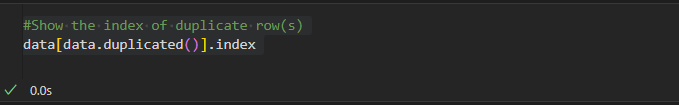 #Show the index of duplicate row(s)
data[data.duplicated()].index
0.0s